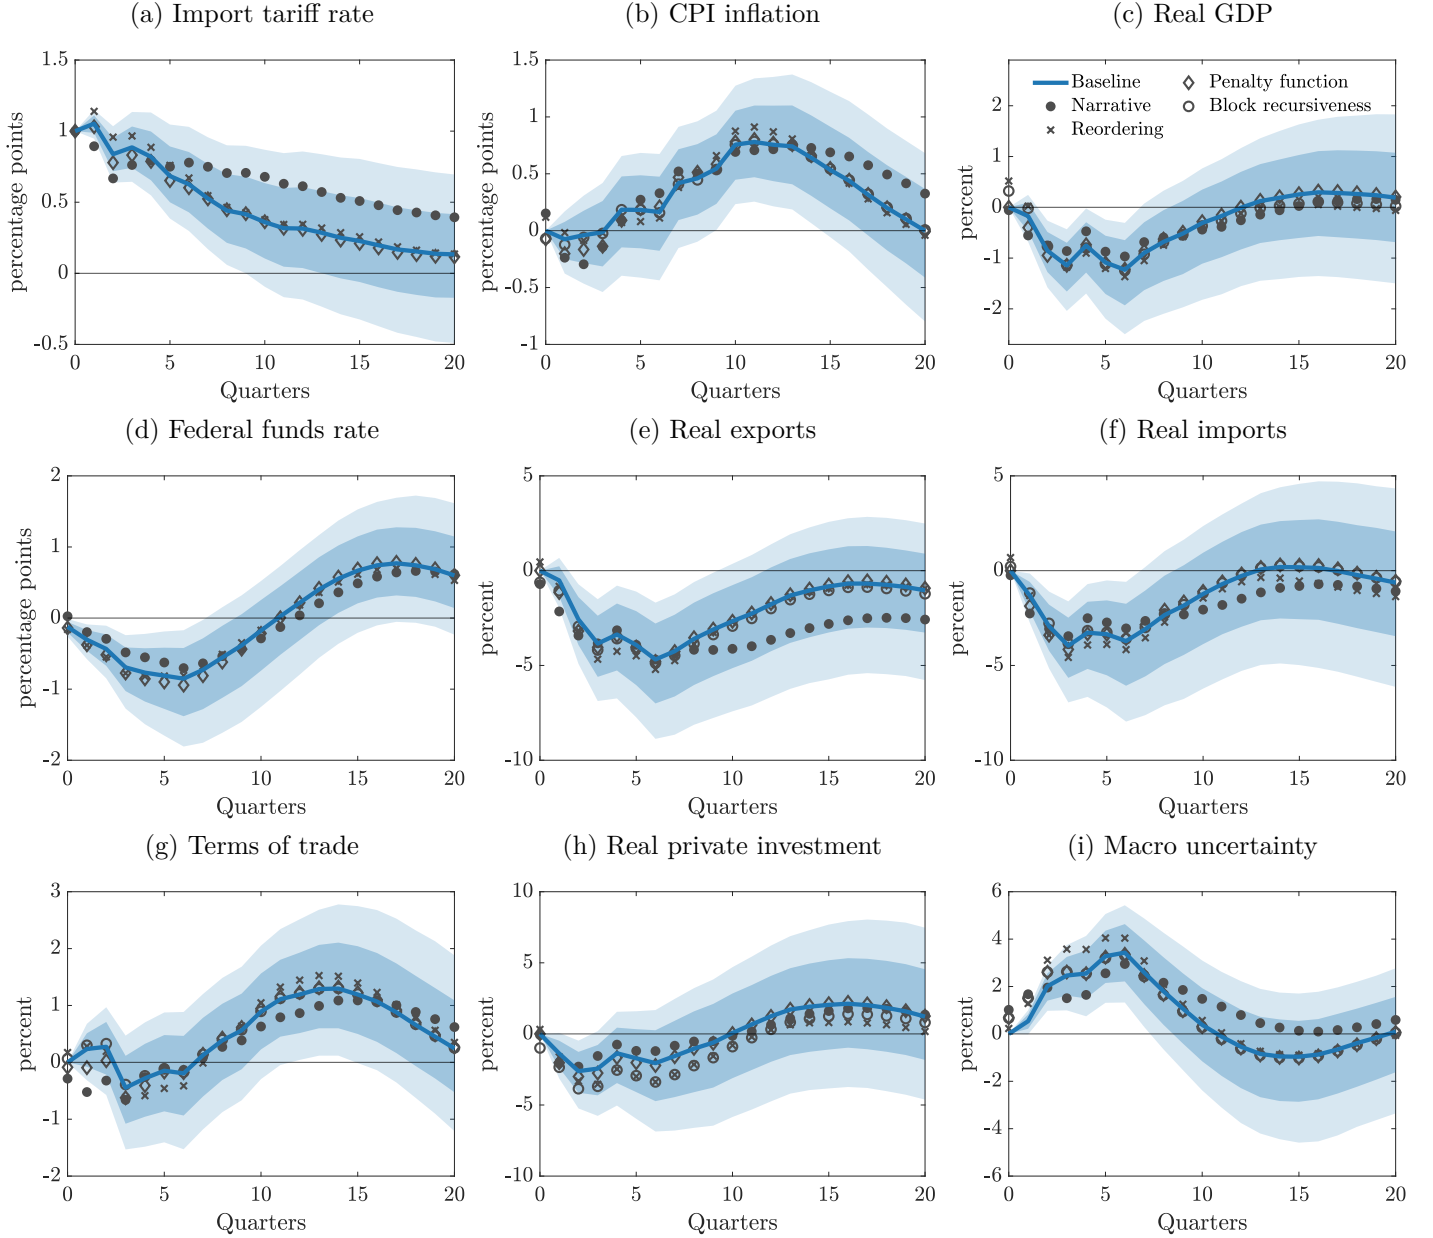 (a) Import tariff rate
(b) CPI inflation
(c) Real GDP
percentage points
1.5
1
0.5
0
-0.5
0 5 10 15 20
Quarters
percentage points
1.5
1
0.5
0
-0.5
-1
0 5 10 15 20
Quarters
percent
2
1
0
-1
-2
Baseline
Narrative
Reordering
Penalty function
Block recursiveness
0 5 10 15 20
Quarters
(d) Federal funds rate
(e) Real exports
(f) Real imports
percentage points
2
1
0
-1
-2
0 5 10 15 20
Quarters
percent
5
0
-5
-10
0 5 10 15 20
Quarters
percent
5
0
-5
-10
0 5 10 15 20
Quarters
(g) Terms of trade
(h) Real private investment
(i) Macro uncertainty
percent
3
2
1
0
-1
-2
0 5 10 15 20
Quarters
percent
10
5
0
-5
-10
0 5 10 15 20
Quarters
percent
6
4
2
0
-2
-4
-6
0 5 10 15 20
Quarters